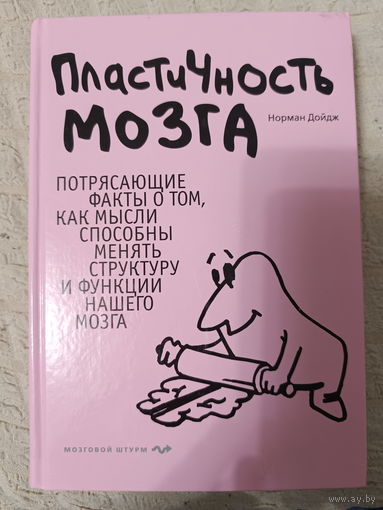 ПластиЧность
мозга
Норман Дойдж
ПОТРЯСАЮЩИЕ
ФАКТЫ О ТОМ,
КАК МЫСЛИ
СПОСОБНЫ
МЕНЯТЬ
СТРУКТУРУ
И ФУНКЦИИ
НАШЕГО
МОЗГА
МОЗГОВОЙ ШТУРМ
www.ay.by